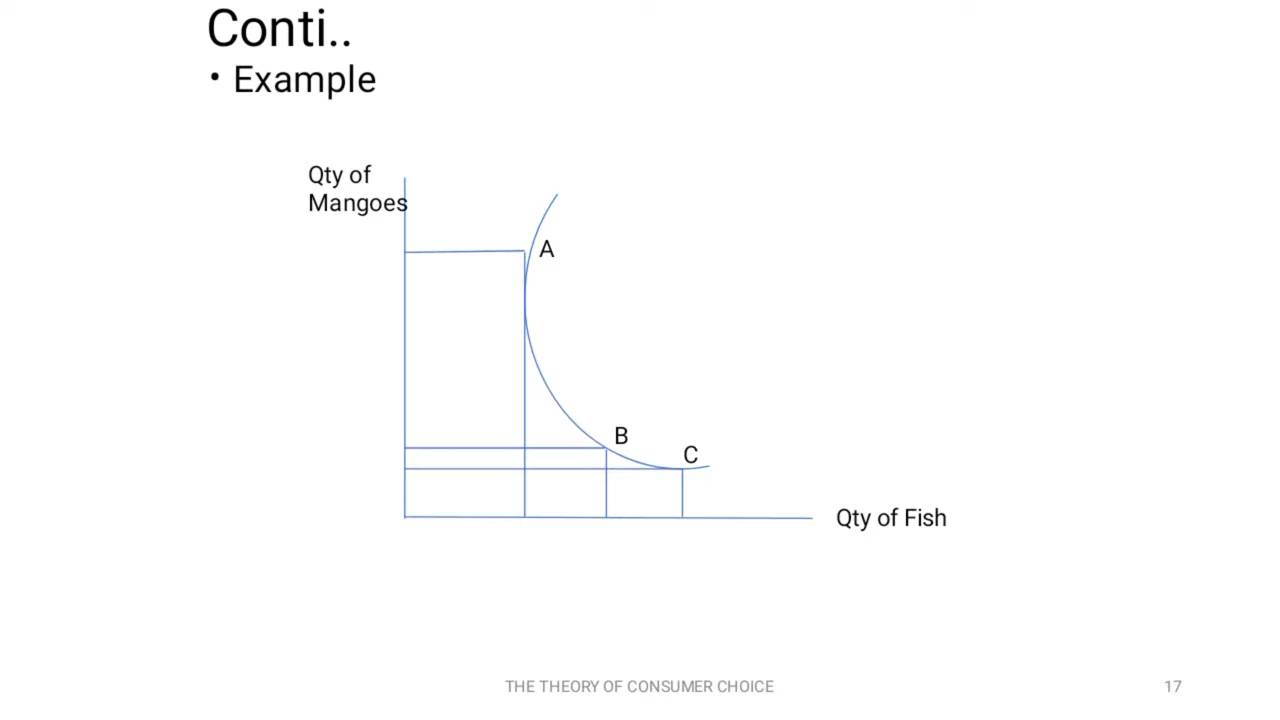 Conti..
• Example
Qty of
Mangoes
A
B
C
Qty of Fish
THE THEORY OF CONSUMER CHOICE
17